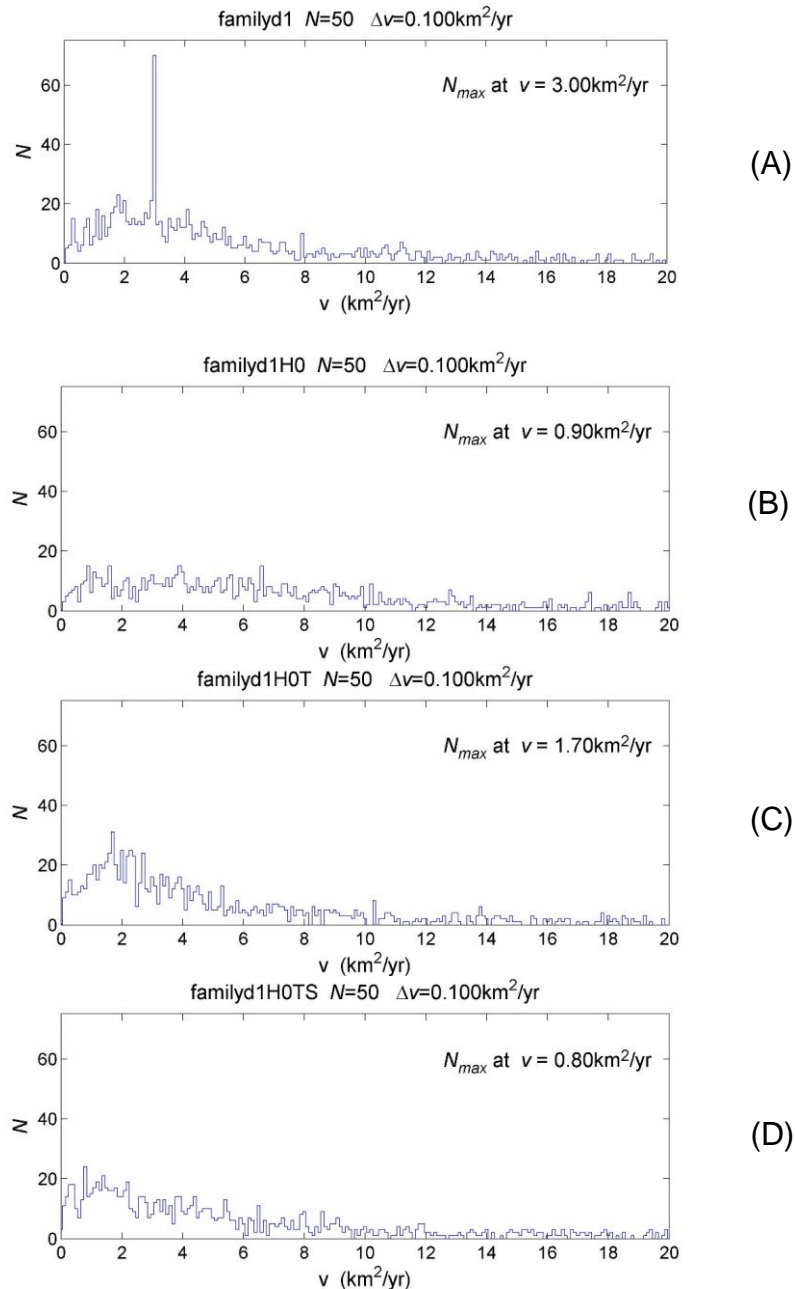 familyd1 N=50 Δv=0.100km²/yr
N_max at v = 3.00km²/yr
(A)
N
60
40
20
0
0 2 4 6 8 10 12 14 16 18 20
v (km²/yr)
familyd1H0 N=50 Δv=0.100km²/yr
N_max at v = 0.90km²/yr
(B)
N
60
40
20
0
0 2 4 6 8 10 12 14 16 18 20
v (km²/yr)
familyd1H0T N=50 Δv=0.100km²/yr
N_max at v = 1.70km²/yr
(C)
N
60
40
20
0
0 2 4 6 8 10 12 14 16 18 20
v (km²/yr)
familyd1H0TS N=50 Δv=0.100km²/yr
N_max at v = 0.80km²/yr
(D)
N
60
40
20
0
0 2 4 6 8 10 12 14 16 18 20
v (km²/yr)